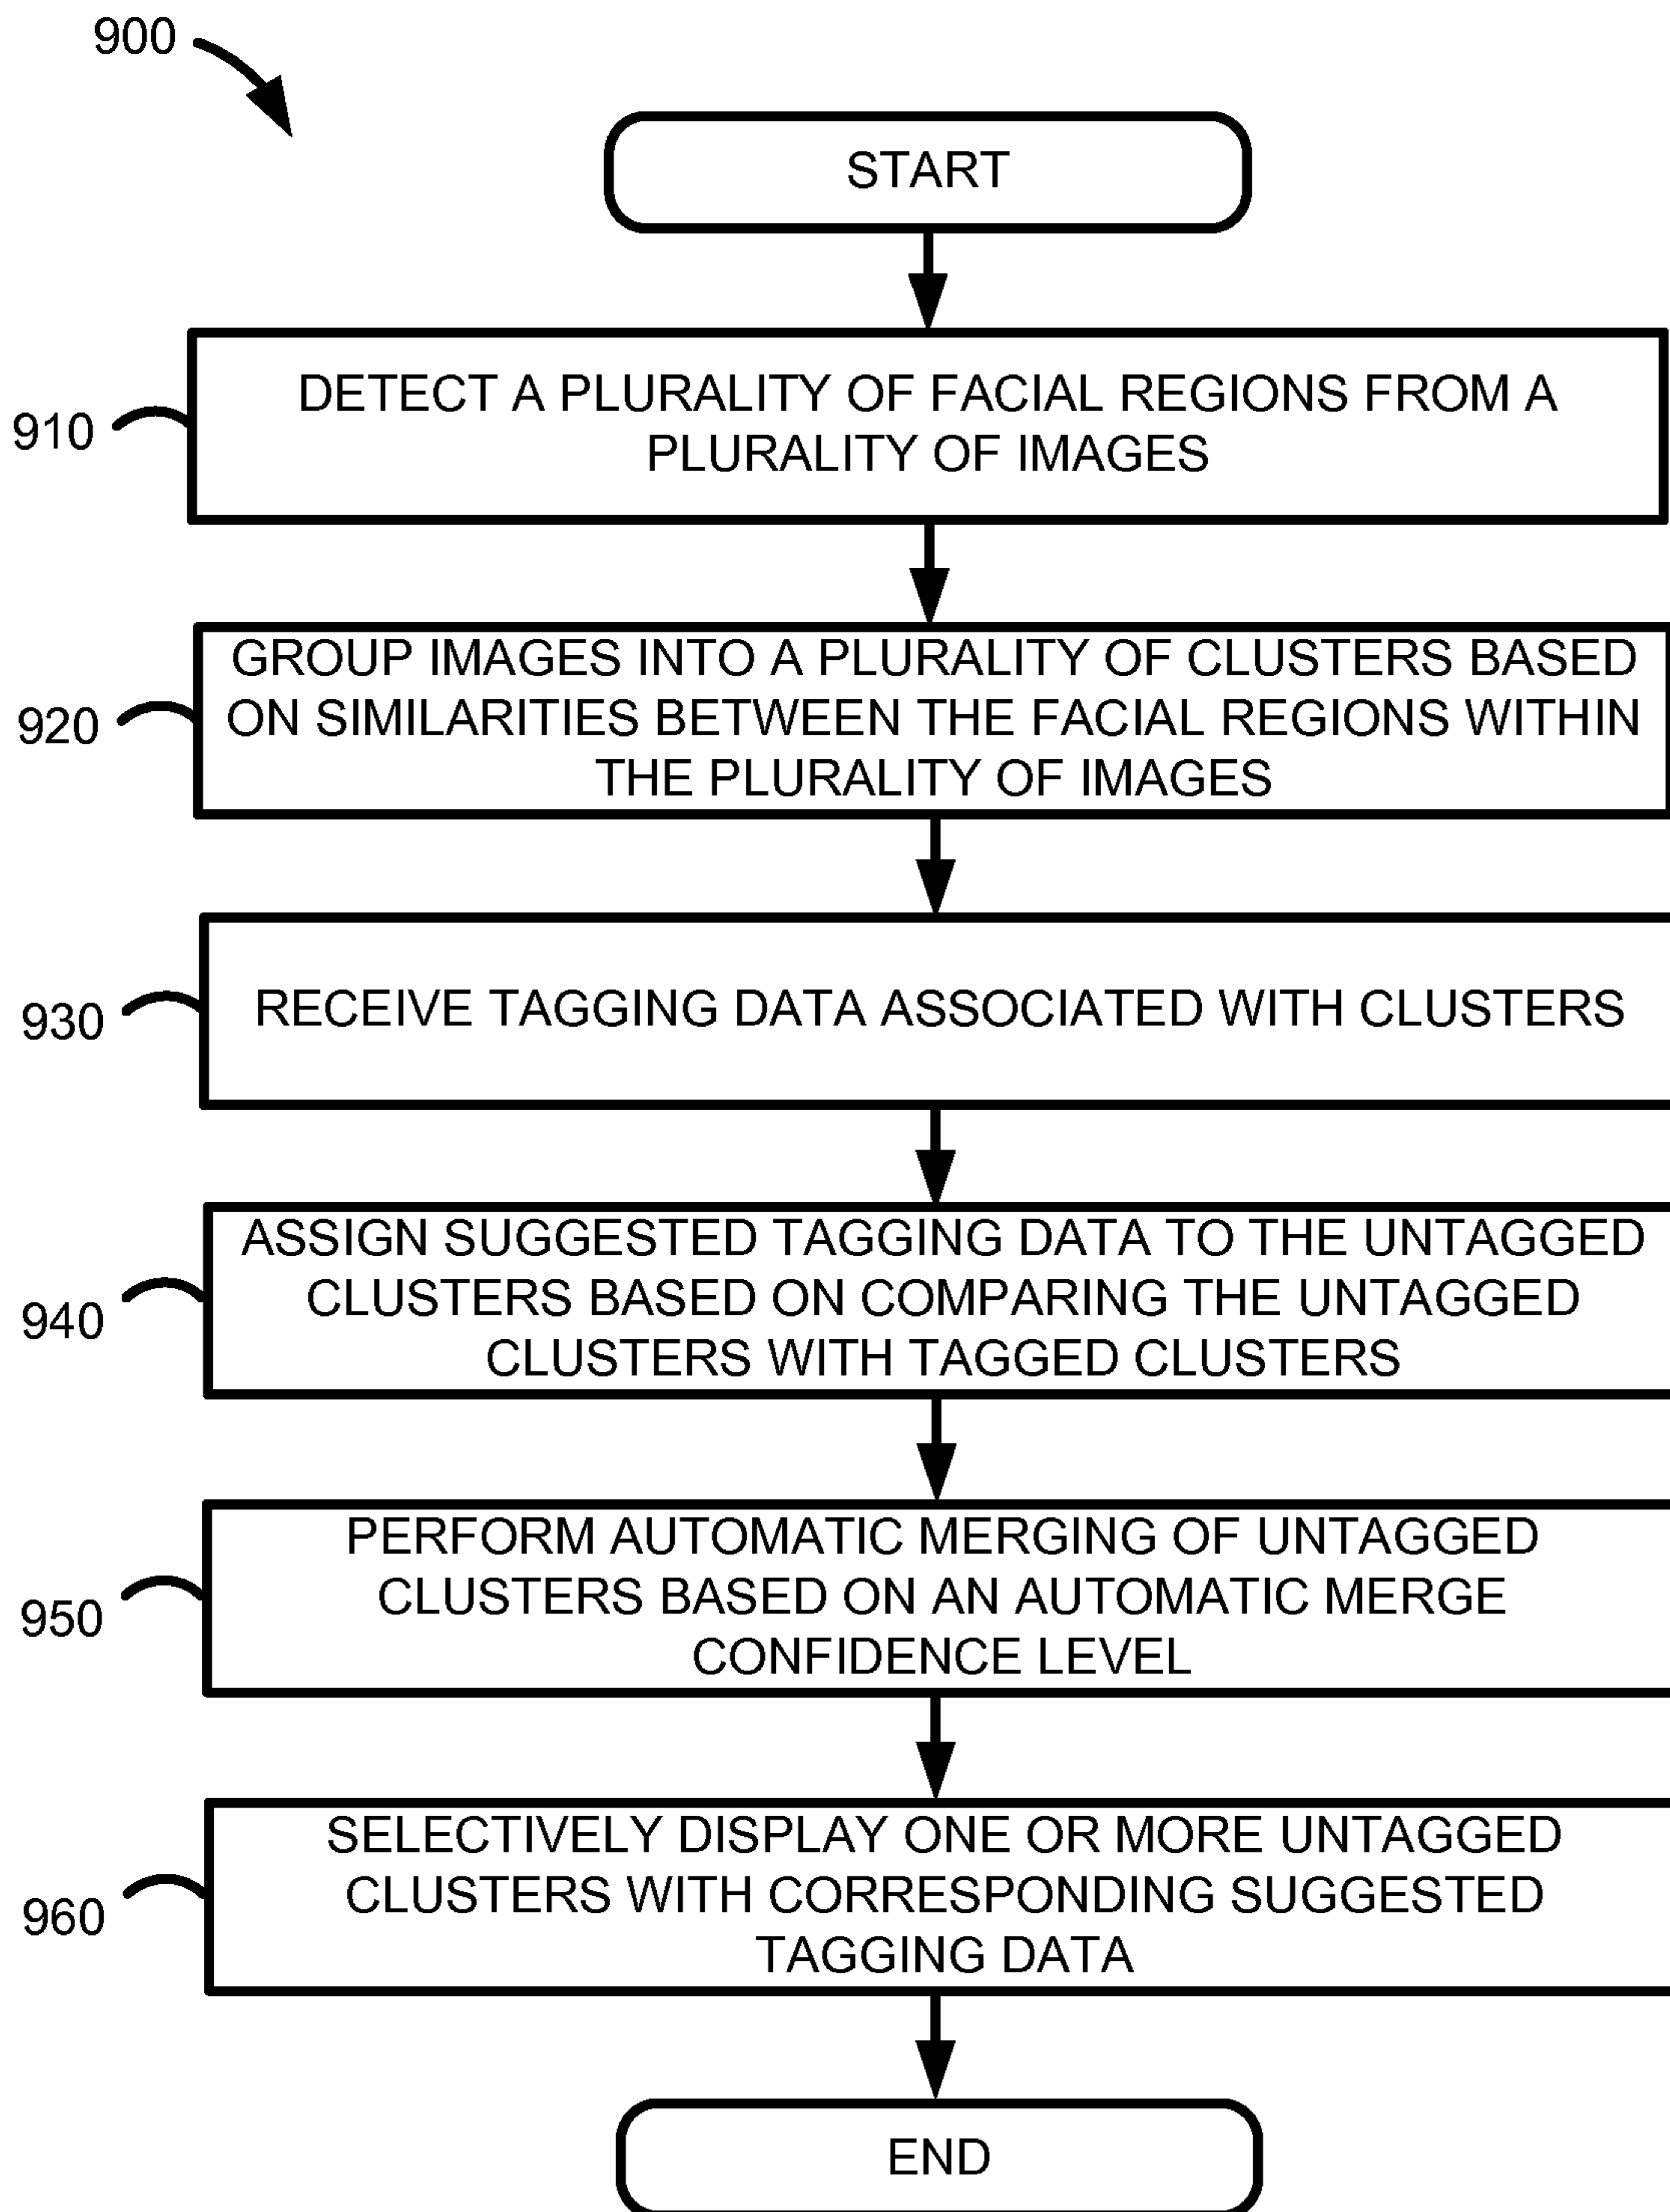 900
START
910
DETECT A PLURALITY OF FACIAL REGIONS FROM A
PLURALITY OF IMAGES
920
GROUP IMAGES INTO A PLURALITY OF CLUSTERS BASED
ON SIMILARITIES BETWEEN THE FACIAL REGIONS WITHIN
THE PLURALITY OF IMAGES
930
RECEIVE TAGGING DATA ASSOCIATED WITH CLUSTERS
940
ASSIGN SUGGESTED TAGGING DATA TO THE UNTAGGED
CLUSTERS BASED ON COMPARING THE UNTAGGED
CLUSTERS WITH TAGGED CLUSTERS
950
PERFORM AUTOMATIC MERGING OF UNTAGGED
CLUSTERS BASED ON AN AUTOMATIC MERGE
CONFIDENCE LEVEL
960
SELECTIVELY DISPLAY ONE OR MORE UNTAGGED
CLUSTERS WITH CORRESPONDING SUGGESTED
TAGGING DATA
END